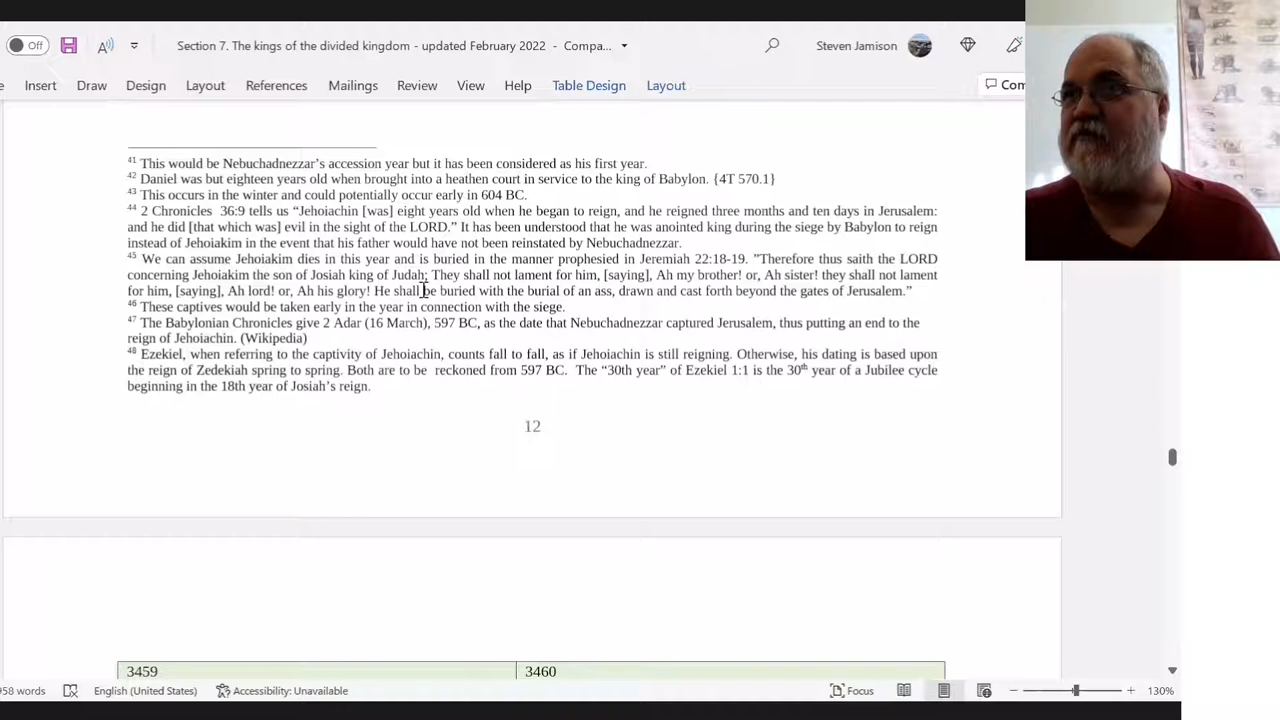 Off
Section 7. The kings of the divided kingdom - updated February 2022 - Compa...
Steven Jamison
Insert Draw Design Layout References Mailings Review View Help Table Design Layout
Com
41 This would be Nebuchadnezzar's accession year but it has been considered as his first year.
42 Daniel was but eighteen years old when brought into a heathen court in service to the king of Babylon. {4T 570.1}
43 This occurs in the winter and could potentially occur early in 604 BC.
44 2 Chronicles 36:9 tells us "Jehoiachin [was] eight years old when he began to reign, and he reigned three months and ten days in Jerusalem:
and he did [that which was] evil in the sight of the LORD." It has been understood that he was anointed king during the siege by Babylon to reign
instead of Jehoiakim in the event that his father would have not been reinstated by Nebuchadnezzar.
45 We can assume Jehoiakim dies in this year and is buried in the manner prophesied in Jeremiah 22:18-19. "Therefore thus saith the LORD
concerning Jehoiakim the son of Josiah king of Judah; They shall not lament for him, [saying], Ah my brother! or, Ah sister! they shall not lament
for him, [saying], Ah lord! or, Ah his glory! He shall be buried with the burial of an ass, drawn and cast forth beyond the gates of Jerusalem."
46 These captives would be taken early in the year in connection with the siege.
47 The Babylonian Chronicles give 2 Adar (16 March), 597 BC, as the date that Nebuchadnezzar captured Jerusalem, thus putting an end to the
reign of Jehoiachin. (Wikipedia)
48 Ezekiel, when referring to the captivity of Jehoiachin, counts fall to fall, as if Jehoiachin is still reigning. Otherwise, his dating is based upon
the reign of Zedekiah spring to spring. Both are to be reckoned from 597 BC. The "30th year" of Ezekiel 1:1 is the 30th year of a Jubilee cycle
beginning in the 18th year of Josiah's reign.
12
3459 3460
958 words English (United States) Accessibility: Unavailable Focus 130%